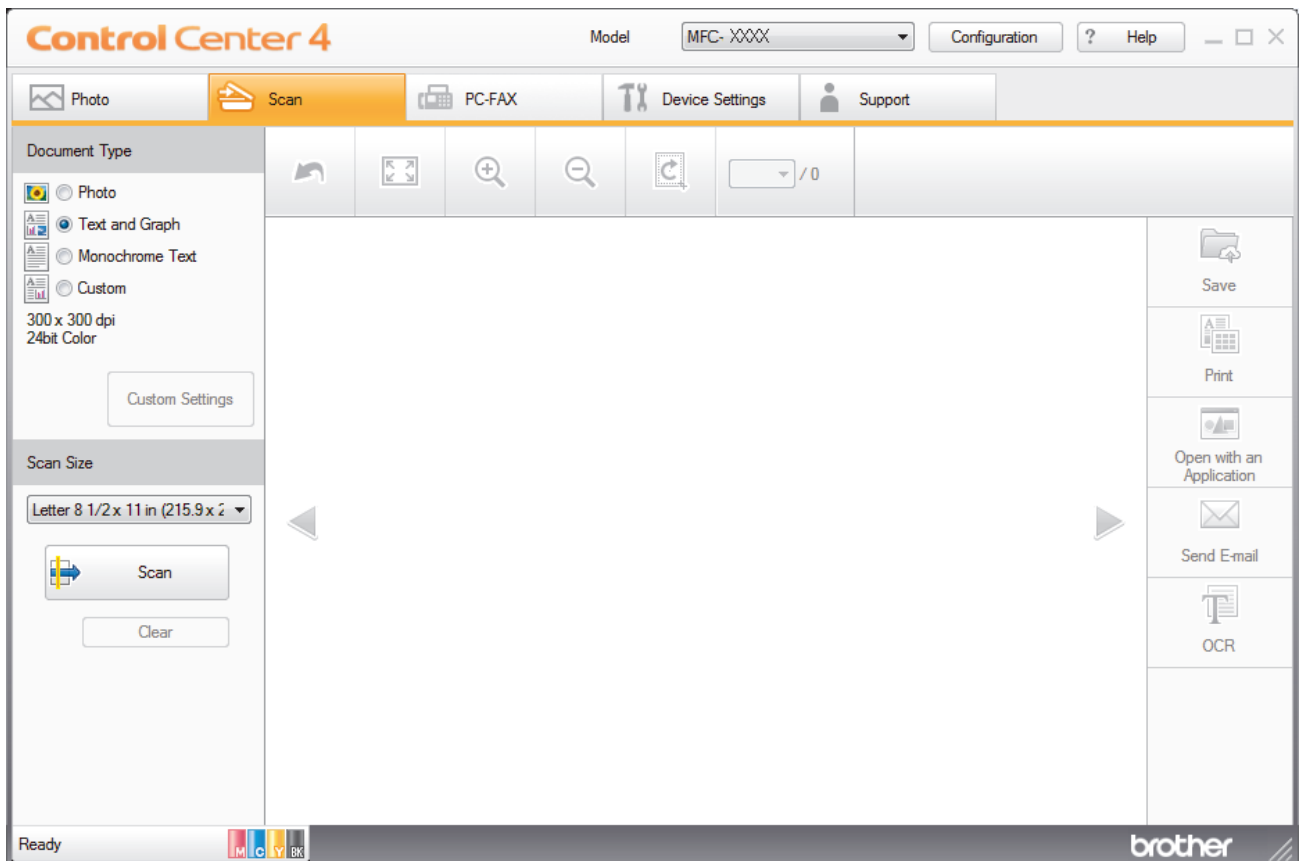 Control Center 4
Model
MFC- XXXX
Configuration
? Help
Photo
Scan
PC-FAX
Device Settings
Support
Document Type
Photo
Text and Graph
Monochrome Text
Custom
300 x 300 dpi
24bit Color
Custom Settings
/ 0
Scan Size
Letter 8 1/2 x 11 in (215.9 x 2
Scan
Clear
Save
Print
Open with an
Application
Send E-mail
OCR
Ready
M C Y BK
brother